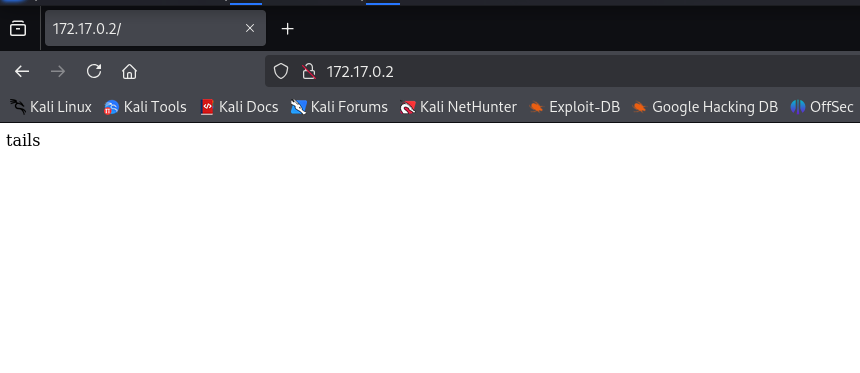 172.17.0.2/
172.17.0.2
Kali Linux Kali Tools Kali Docs Kali Forums Kali NetHunter Exploit-DB Google Hacking DB OffSec
tails